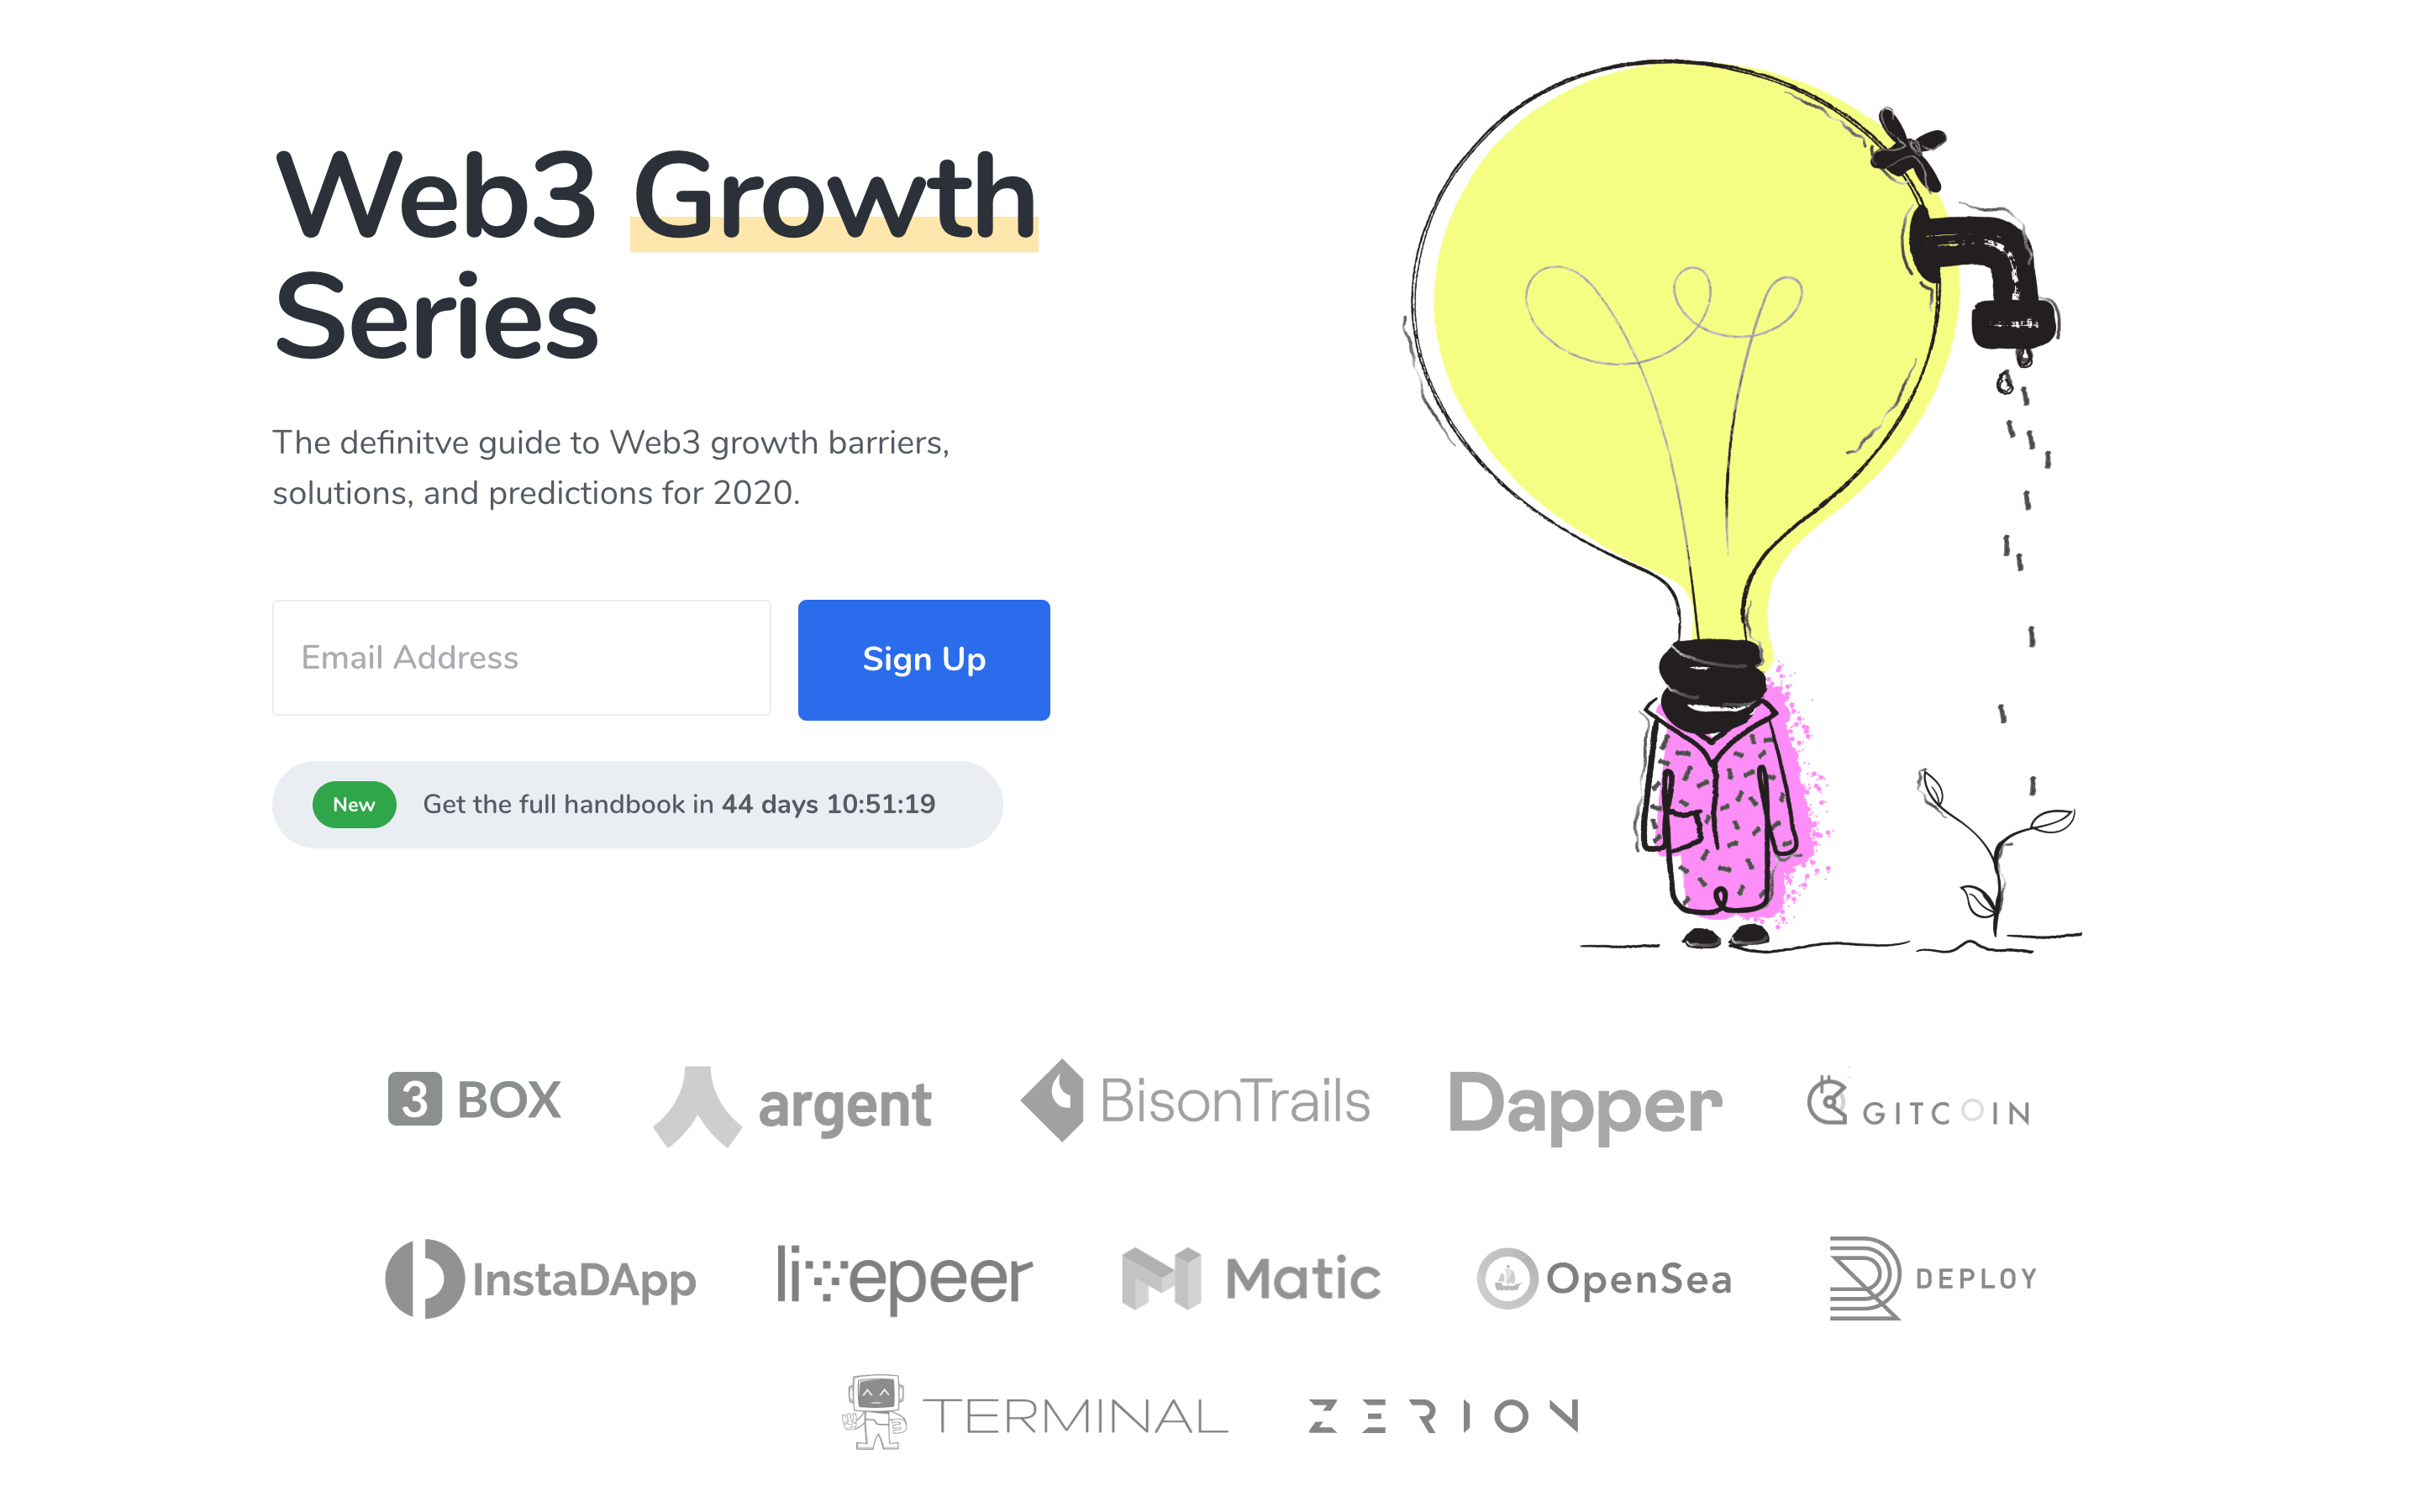 Web3 Growth
Series
The definitve guide to Web3 growth barriers,
solutions, and predictions for 2020.
Email Address
Sign Up
New Get the full handbook in 44 days 10:51:19
3 BOX
argent
BisonTrails
Dapper
GITCOIN
InstaDApp
livepeer
Matic
OpenSea
DEPLOY
TERMINAL
ZERION